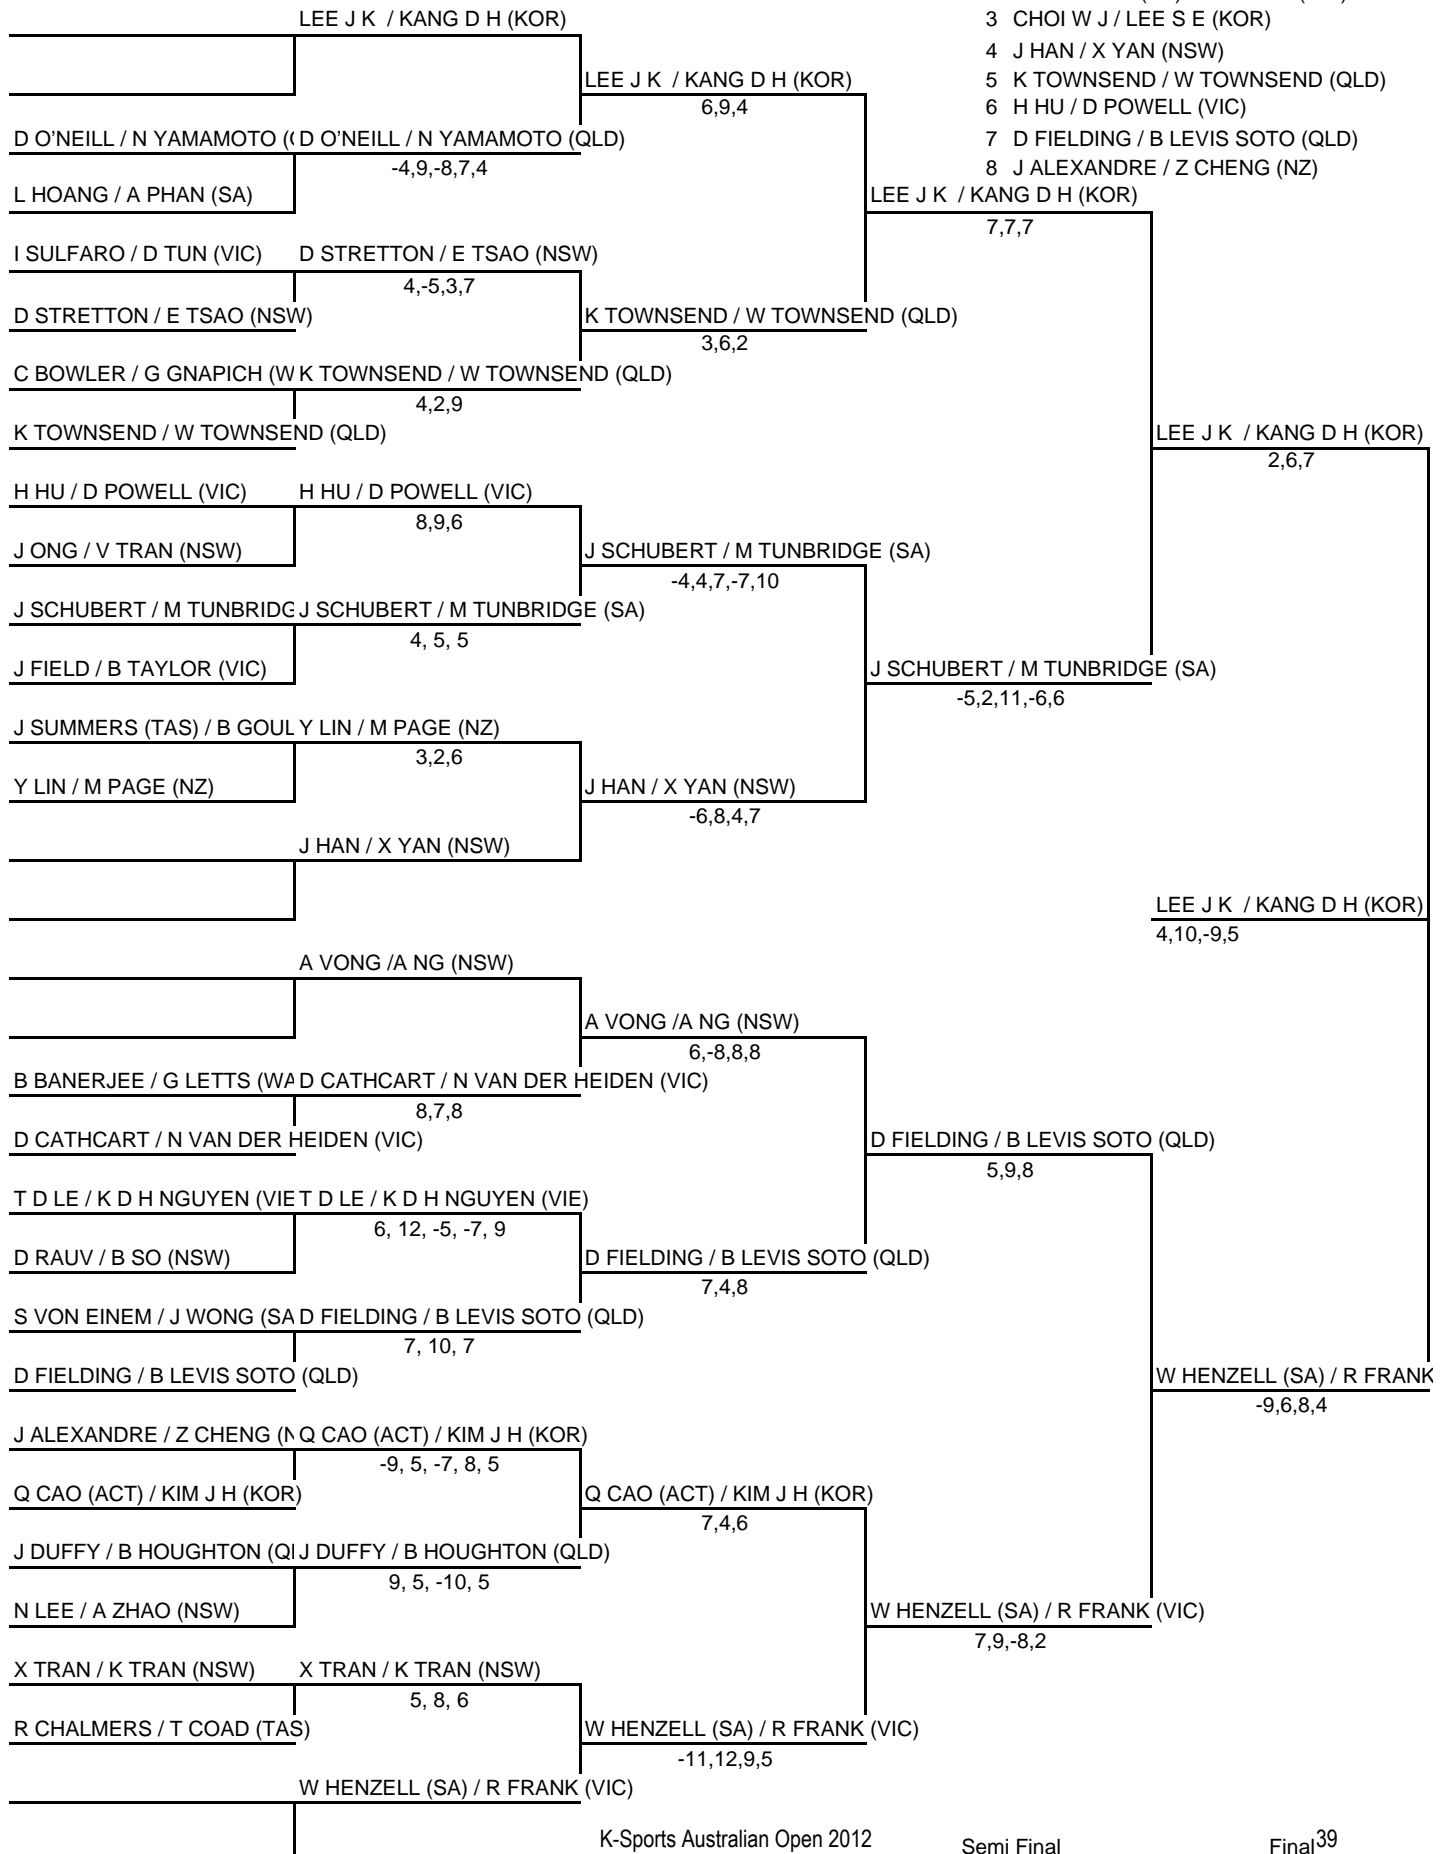 LEE J K / KANG D H (KOR)
3 CHOI W J / LEE S E (KOR)
4 J HAN / X YAN (NSW)
LEE J K / KANG D H (KOR)
5 K TOWNSEND / W TOWNSEND (QLD)
6,9,4
6 H HU / D POWELL (VIC)
D O'NEILL / N YAMAMOTO (
D O'NEILL / N YAMAMOTO (QLD)
7 D FIELDING / B LEVIS SOTO (QLD)
-4,9,-8,7,4
8 J ALEXANDRE / Z CHENG (NZ)
L HOANG / A PHAN (SA)
LEE J K / KANG D H (KOR)
7,7,7
I SULFARO / D TUN (VIC)
D STRETTON / E TSAO (NSW)
4,-5,3,7
D STRETTON / E TSAO (NSW)
K TOWNSEND / W TOWNSEND (QLD)
3,6,2
C BOWLER / G GNAPICH (W
K TOWNSEND / W TOWNSEND (QLD)
4,2,9
K TOWNSEND / W TOWNSEND (QLD)
LEE J K / KANG D H (KOR)
2,6,7
H HU / D POWELL (VIC)
H HU / D POWELL (VIC)
8,9,6
J ONG / V TRAN (NSW)
J SCHUBERT / M TUNBRIDGE (SA)
-4,4,7,-7,10
J SCHUBERT / M TUNBRIDG
J SCHUBERT / M TUNBRIDGE (SA)
4, 5, 5
J FIELD / B TAYLOR (VIC)
J SCHUBERT / M TUNBRIDGE (SA)
-5,2,11,-6,6
J SUMMERS (TAS) / B GOUL
Y LIN / M PAGE (NZ)
3,2,6
Y LIN / M PAGE (NZ)
J HAN / X YAN (NSW)
-6,8,4,7
J HAN / X YAN (NSW)
LEE J K / KANG D H (KOR)
4,10,-9,5
A VONG /A NG (NSW)
A VONG /A NG (NSW)
6,-8,8,8
B BANERJEE / G LETTS (WA
D CATHCART / N VAN DER HEIDEN (VIC)
8,7,8
D CATHCART / N VAN DER HEIDEN (VIC)
D FIELDING / B LEVIS SOTO (QLD)
5,9,8
T D LE / K D H NGUYEN (VIE
T D LE / K D H NGUYEN (VIE)
6, 12, -5, -7, 9
D RAUV / B SO (NSW)
D FIELDING / B LEVIS SOTO (QLD)
7,4,8
S VON EINEM / J WONG (SA
D FIELDING / B LEVIS SOTO (QLD)
7, 10, 7
D FIELDING / B LEVIS SOTO (QLD)
W HENZELL (SA) / R FRANK
-9,6,8,4
J ALEXANDRE / Z CHENG (N
Q CAO (ACT) / KIM J H (KOR)
-9, 5, -7, 8, 5
Q CAO (ACT) / KIM J H (KOR)
Q CAO (ACT) / KIM J H (KOR)
7,4,6
J DUFFY / B HOUGHTON (Q
J DUFFY / B HOUGHTON (QLD)
9, 5, -10, 5
N LEE / A ZHAO (NSW)
W HENZELL (SA) / R FRANK (VIC)
7,9,-8,2
X TRAN / K TRAN (NSW)
X TRAN / K TRAN (NSW)
5, 8, 6
R CHALMERS / T COAD (TAS)
W HENZELL (SA) / R FRANK (VIC)
-11,12,9,5
W HENZELL (SA) / R FRANK (VIC)
K-Sports Australian Open 2012
Semi Final
Final 39